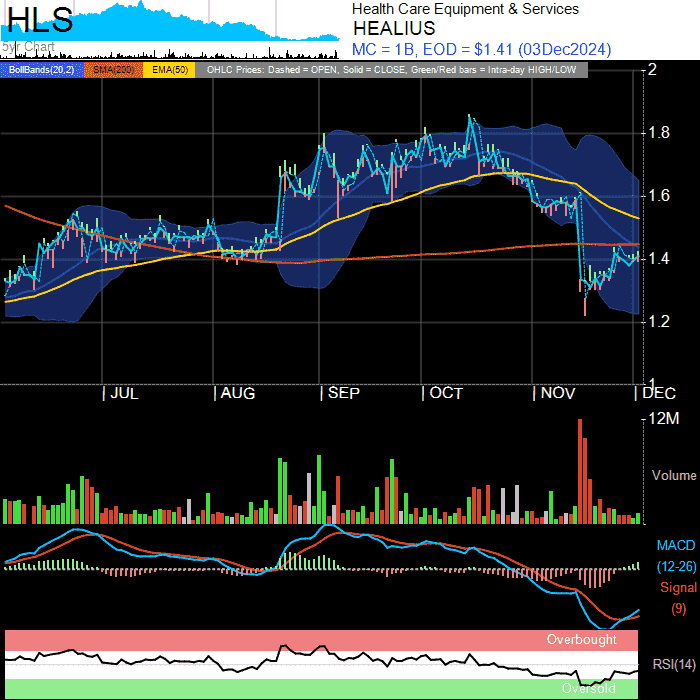 HLS
Health Care Equipment & Services
HEALIUS
5yr Chart
MC = 1B, EOD = $1.41 (03Dec2024)
BollBands(20,2) SMA(200) EMA(50) OHLC Prices: Dashed = OPEN, Solid = CLOSE, Green/Red bars = Intra-day HIGH/LOW
2
1.8
1.6
1.4
1.2
1
JUL AUG SEP OCT NOV DEC
12M
Volume
MACD
(12-26)
Signal
(9)
Overbought
RSI(14)
Oversold